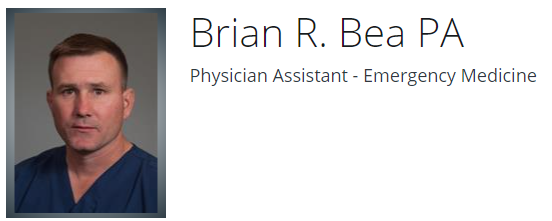 Brian R. Bea PA
Physician Assistant - Emergency Medicine